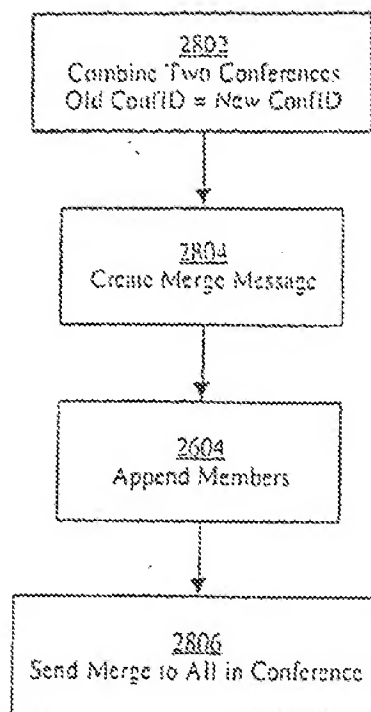 2802
Combine Two Conferences
Old ConfID = New ConfID
2804
Create Merge Message
2604
Append Members
2806
Send Merge to All in Conference